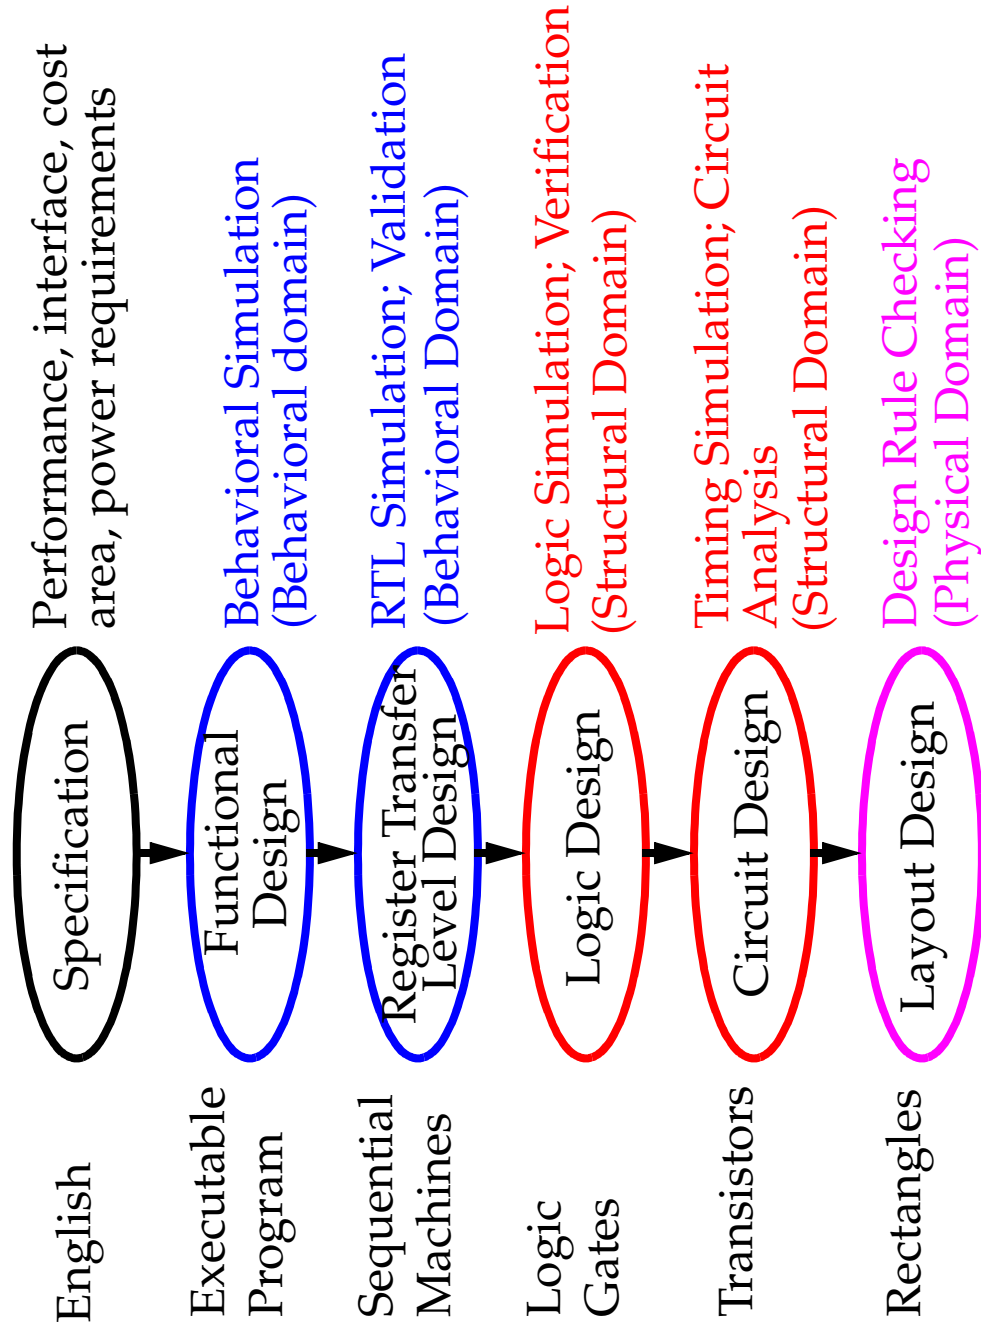 English
Specification
Performance, interface, cost
area, power requirements
Executable
Program
Functional
Design
Behavioral Simulation
(Behavioral domain)
Sequential
Machines
Register Transfer
Level Design
RTL Simulation; Validation
(Behavioral Domain)
Logic
Gates
Logic Design
Logic Simulation; Verification
(Structural Domain)
Transistors
Circuit Design
Timing Simulation; Circuit
Analysis
(Structural Domain)
Rectangles
Layout Design
Design Rule Checking
(Physical Domain)